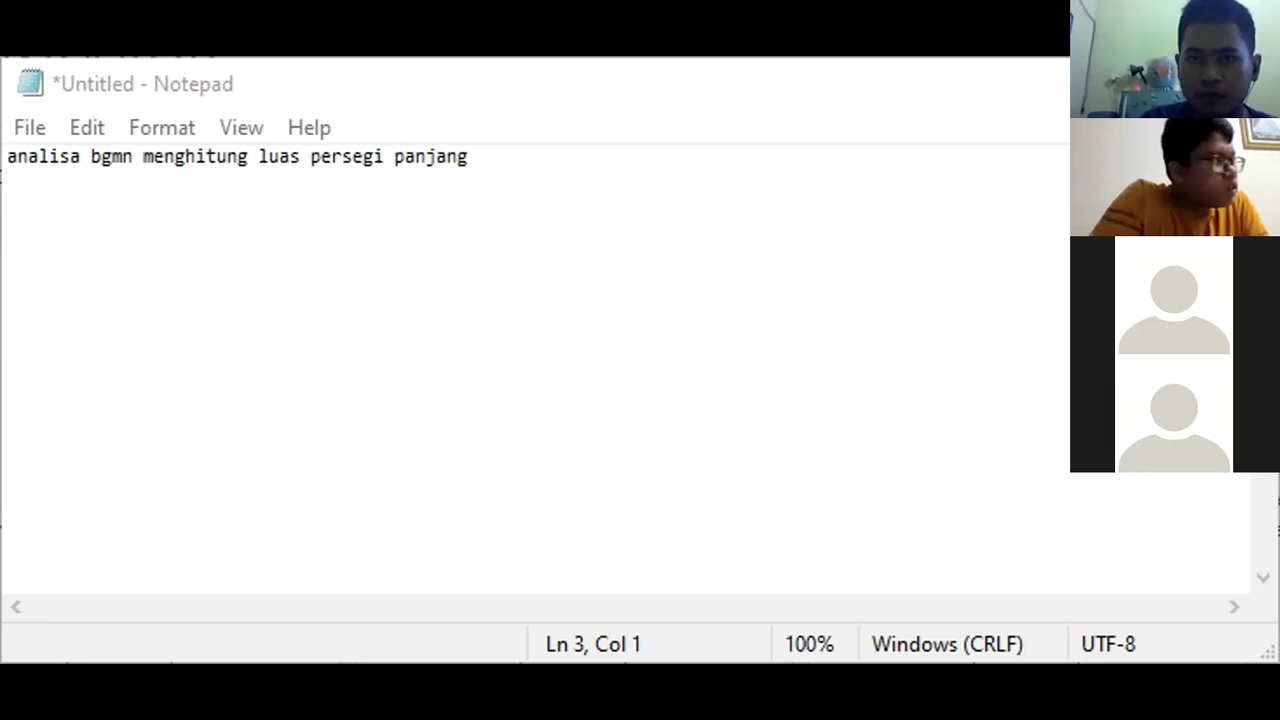 *Untitled - Notepad
File Edit Format View Help
analisa bgmn menghitung luas persegi panjang
Ln 3, Col 1 100% Windows (CRLF) UTF-8